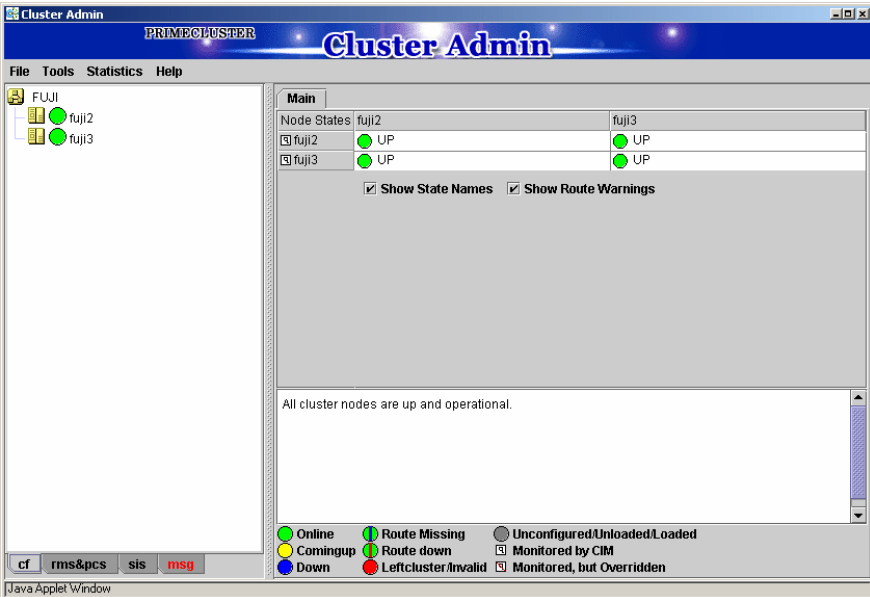 Cluster Admin
PRIMECLUSTER
Cluster Admin
File Tools Statistics Help
FUJI
fuji2
fuji3
Main
Node States fuji2 fuji3
fuji2 UP UP
fuji3 UP UP
Show State Names Show Route Warnings
All cluster nodes are up and operational.
Online Route Missing Unconfigured/Unloaded/Loaded
Comingup Route down Monitored by CIM
Down Leftcluster/Invalid Monitored, but Overridden
cf rms&pcs sis msg
Java Applet Window